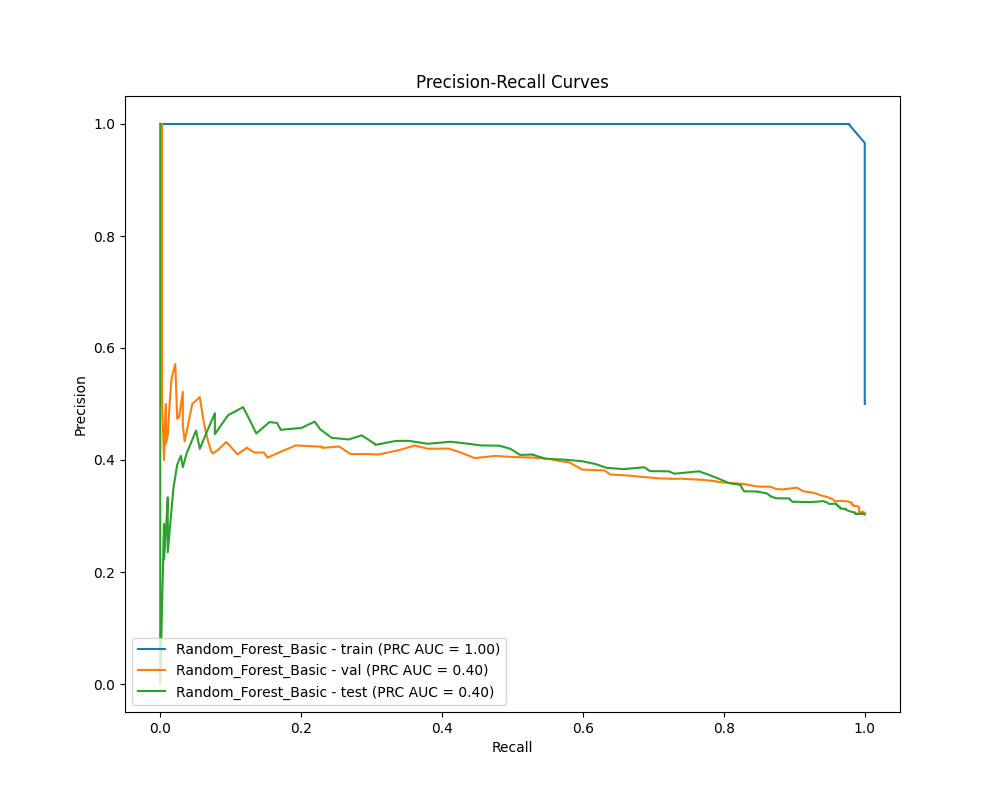 Precision-Recall Curves
1.0
0.8
0.6
0.4
0.2
0.0
Precision
Random_Forest_Basic - train (PRC AUC = 1.00)
Random_Forest_Basic - val (PRC AUC = 0.40)
Random_Forest_Basic - test (PRC AUC = 0.40)
0.0 0.2 0.4 0.6 0.8 1.0
Recall